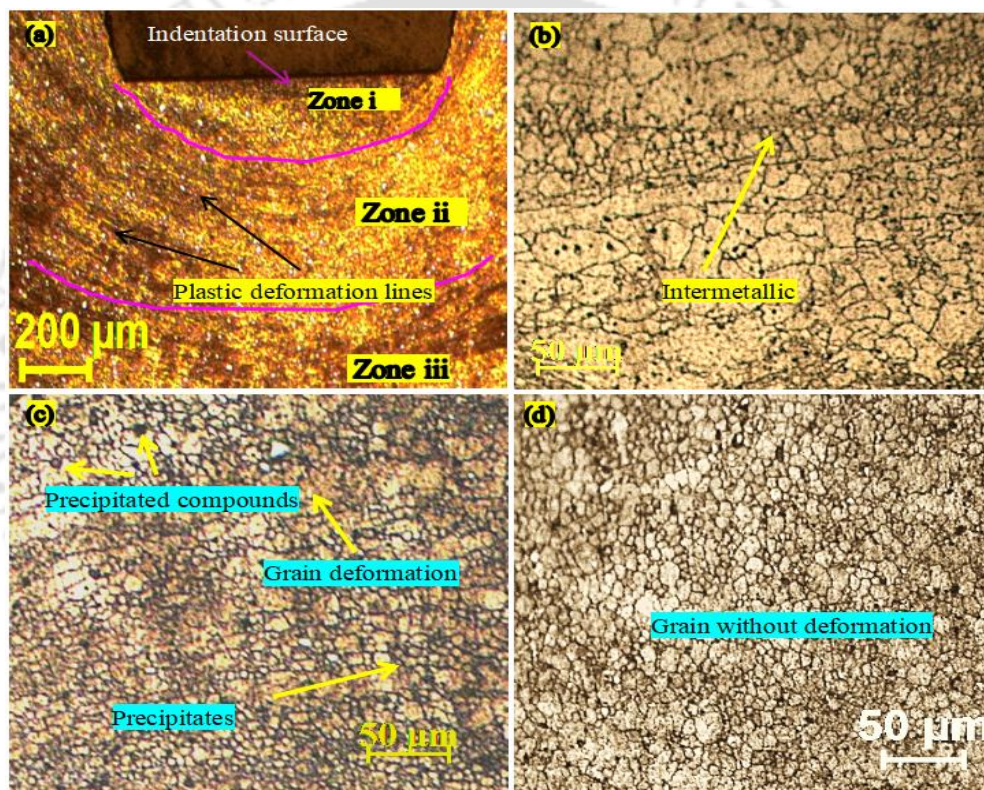 (a)
Indentation surface
Zone i
Zone ii
Plastic deformation lines
200 µm
Zone iii
(b)
Intermetallic
50 µm
(c)
Precipitated compounds
Grain deformation
Precipitates
50 µm
(d)
Grain without deformation
50 µm